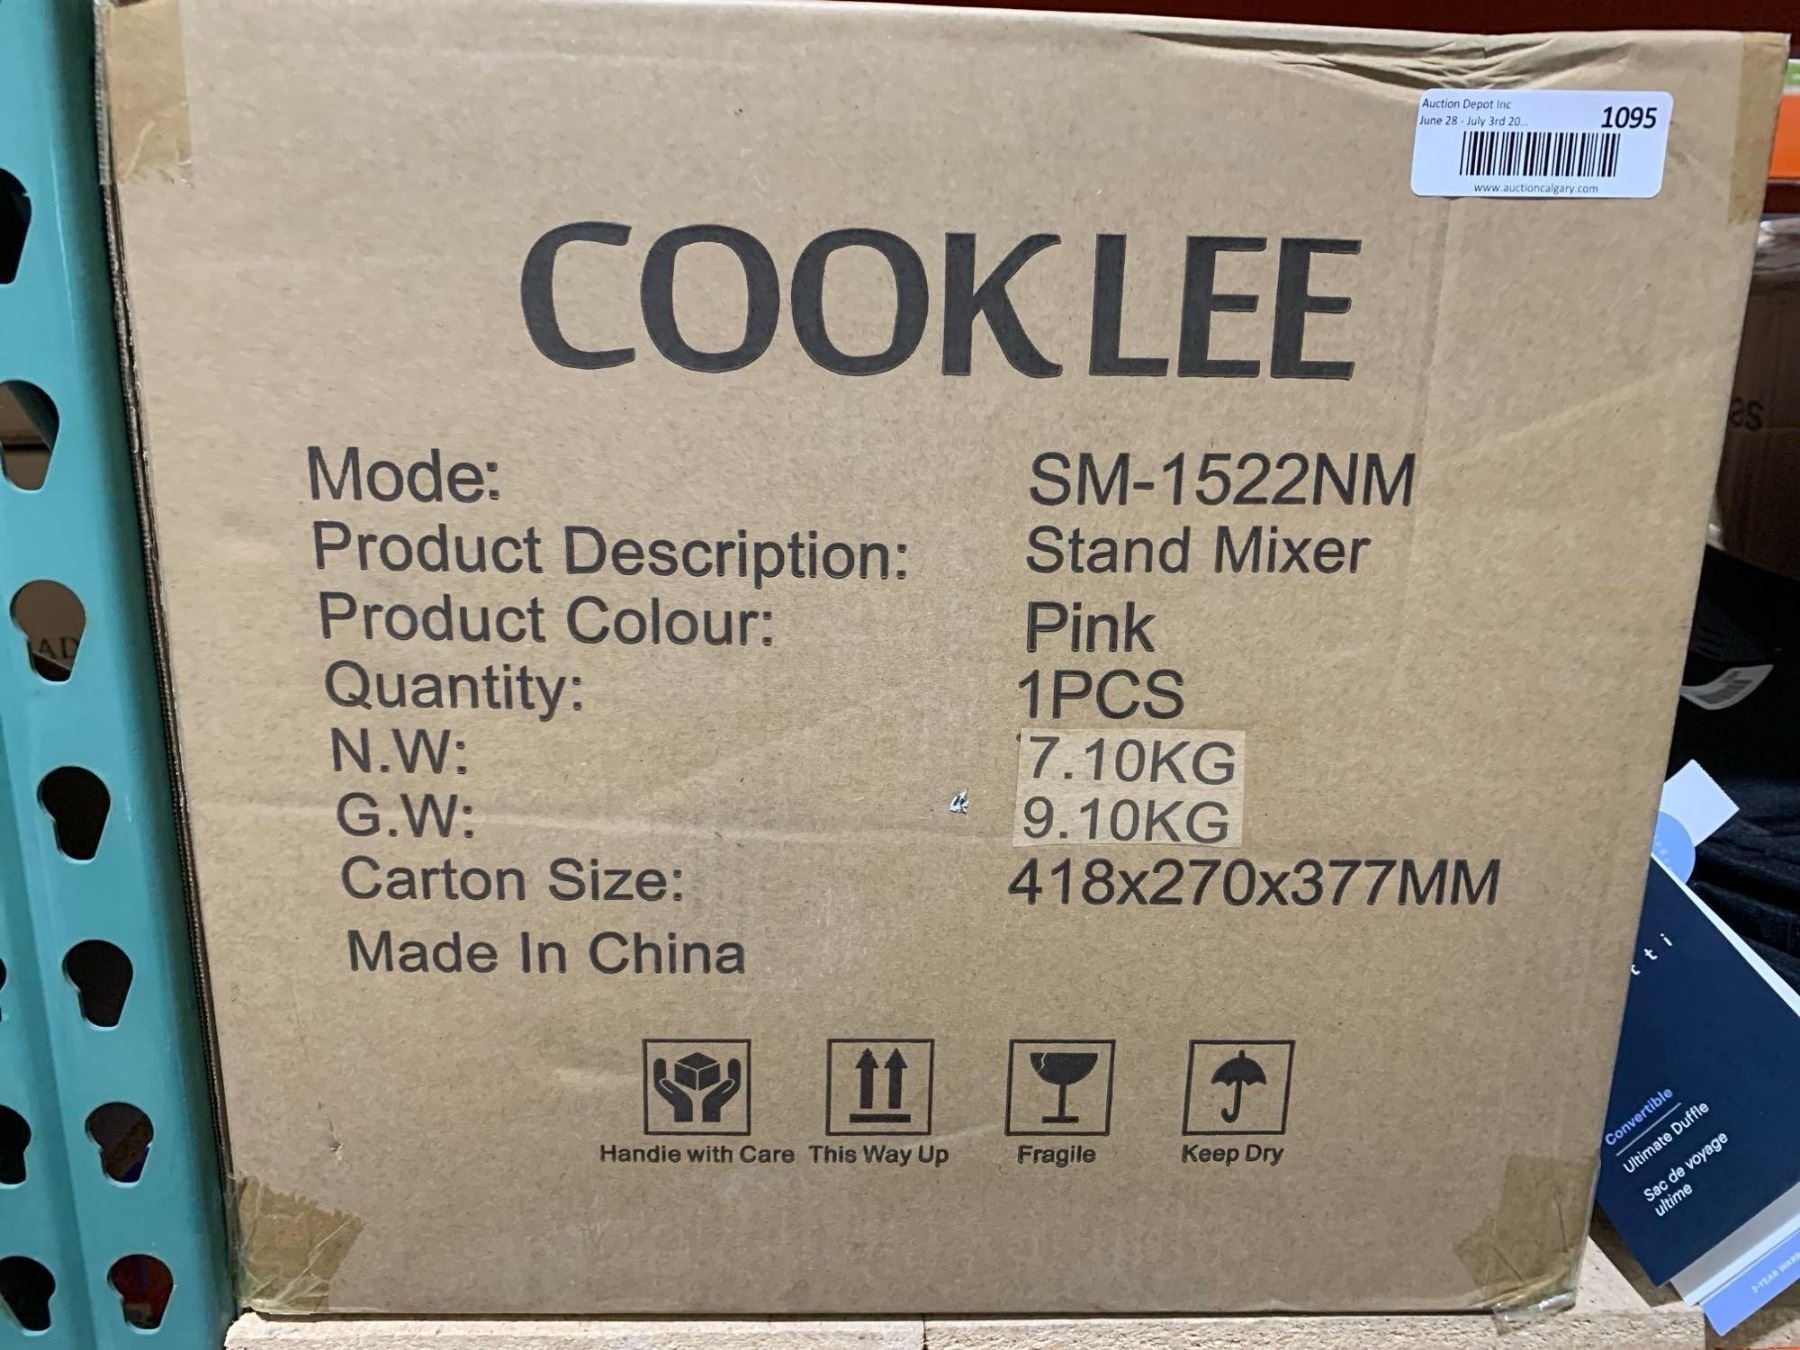 Auction Depot Inc
June 28 - July 3rd 20...
1095
www.auctioncalgary.com
COOKLEE
Mode: SM-1522NM
Product Description: Stand Mixer
Product Colour: Pink
Quantity: 1PCS
N.W: 7.10KG
G.W: 9.10KG
Carton Size: 418x270x377MM
Made In China
Handie with Care This Way Up Fragile Keep Dry
Convertible
Ultimate Duffle
Sac de voyage
ultime